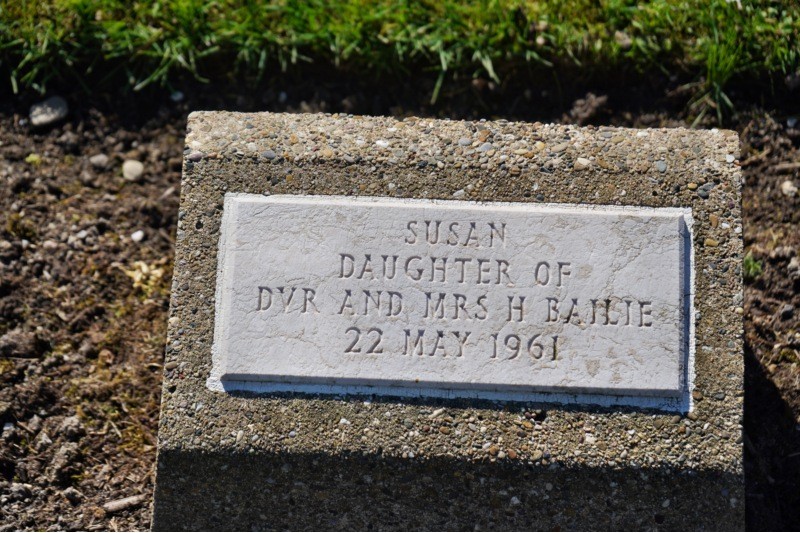 SUSAN
DAUGHTER OF
DVR AND MRS H BAILIE
22 MAY 1961